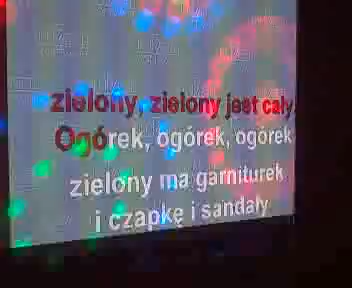 zielony, zielony jest cały
Ogórek, ogórek, ogórek
zielony ma garniturek
i czapkę i sandały